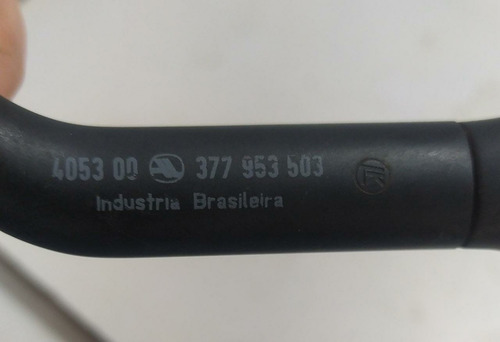 4053 00 377 953 503
Industria Brasileira